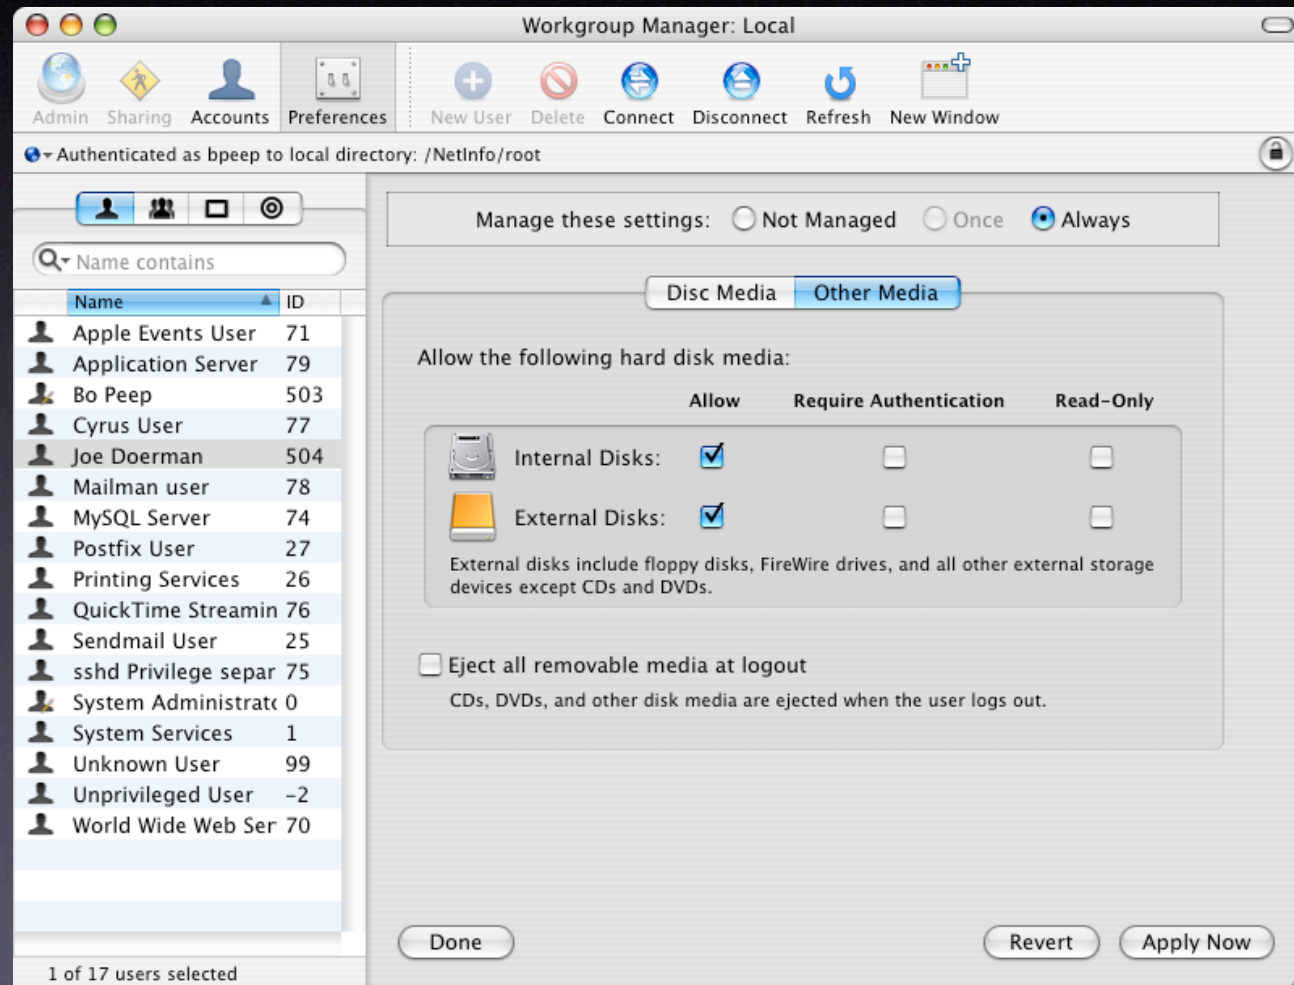 Workgroup Manager: Local
Admin Sharing Accounts Preferences New User Delete Connect Disconnect Refresh New Window
Authenticated as bpeep to local directory: /NetInfo/root
Manage these settings: Not Managed Once Always
Name contains
Name ID
Apple Events User 71
Application Server 79
Bo Peep 503
Cyrus User 77
Joe Doerman 504
Mailman user 78
MySQL Server 74
Postfix User 27
Printing Services 26
QuickTime Streamin 76
Sendmail User 25
sshd Privilege separ 75
System Administrato 0
System Services 1
Unknown User 99
Unprivileged User -2
World Wide Web Ser 70
1 of 17 users selected
Disc Media Other Media
Allow the following hard disk media:
Allow Require Authentication Read-Only
Internal Disks:
External Disks:
External disks include floppy disks, FireWire drives, and all other external storage
devices except CDs and DVDs.
Eject all removable media at logout
CDs, DVDs, and other disk media are ejected when the user logs out.
Done Revert Apply Now